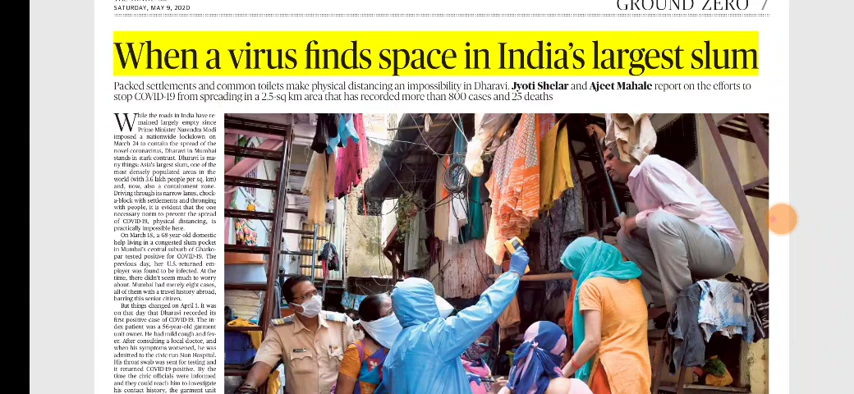 SATURDAY, MAY 9, 2020
GROUND ZERO 7
When a virus finds space in India's largest slum
Packed settlements and common toilets make physical distancing an impossibility in Dharavi. Jyoti Shelar and Ajeet Mahale report on the efforts to
stop COVID-19 from spreading in a 2.5-sq km area that has recorded more than 800 cases and 25 deaths
While the roads in India have re-
mained largely empty since
Prime Minister Narendra Modi
imposed a nationwide lockdown on
March 24 to contain the spread of the
novel coronavirus, Dharavi in Mumbai
stands in stark contrast. Dharavi is ma-
ny things: Asia's largest slum, one of the
most densely populated areas in the
world (with 3.6 lakh people per sq. km)
and, now, also a containment zone.
Driving through its narrow lanes, chock-
a-block with settlements and thronging
with people, it is evident that the one
necessary norm to prevent the spread
of COVID-19, physical distancing, is
practically impossible here.
On March 18, a 68-year-old domestic
help living in a congested slum pocket
in Mumbai's central suburb of Ghatko-
par tested positive for COVID-19. The
previous day, her U.S.-returned em-
ployer was found to be infected. At the
time, there didn't seem much to worry
about. Mumbai had merely eight cases,
all of them with a travel history abroad,
barring this senior citizen.
But things changed on April 1. It was
on that day that Dharavi recorded its
first positive case of COVID-19. The in-
dex patient was a 56-year-old garment
unit owner. He had mild cough and fev-
er. After consulting a local doctor, and
when his symptoms worsened, he was
admitted to the civic-run Sion Hospital.
His throat swab was sent for testing and
it returned COVID-19 positive. By the
time the civic officials were informed
and they could reach him to investigate
his contact history, the garment unit